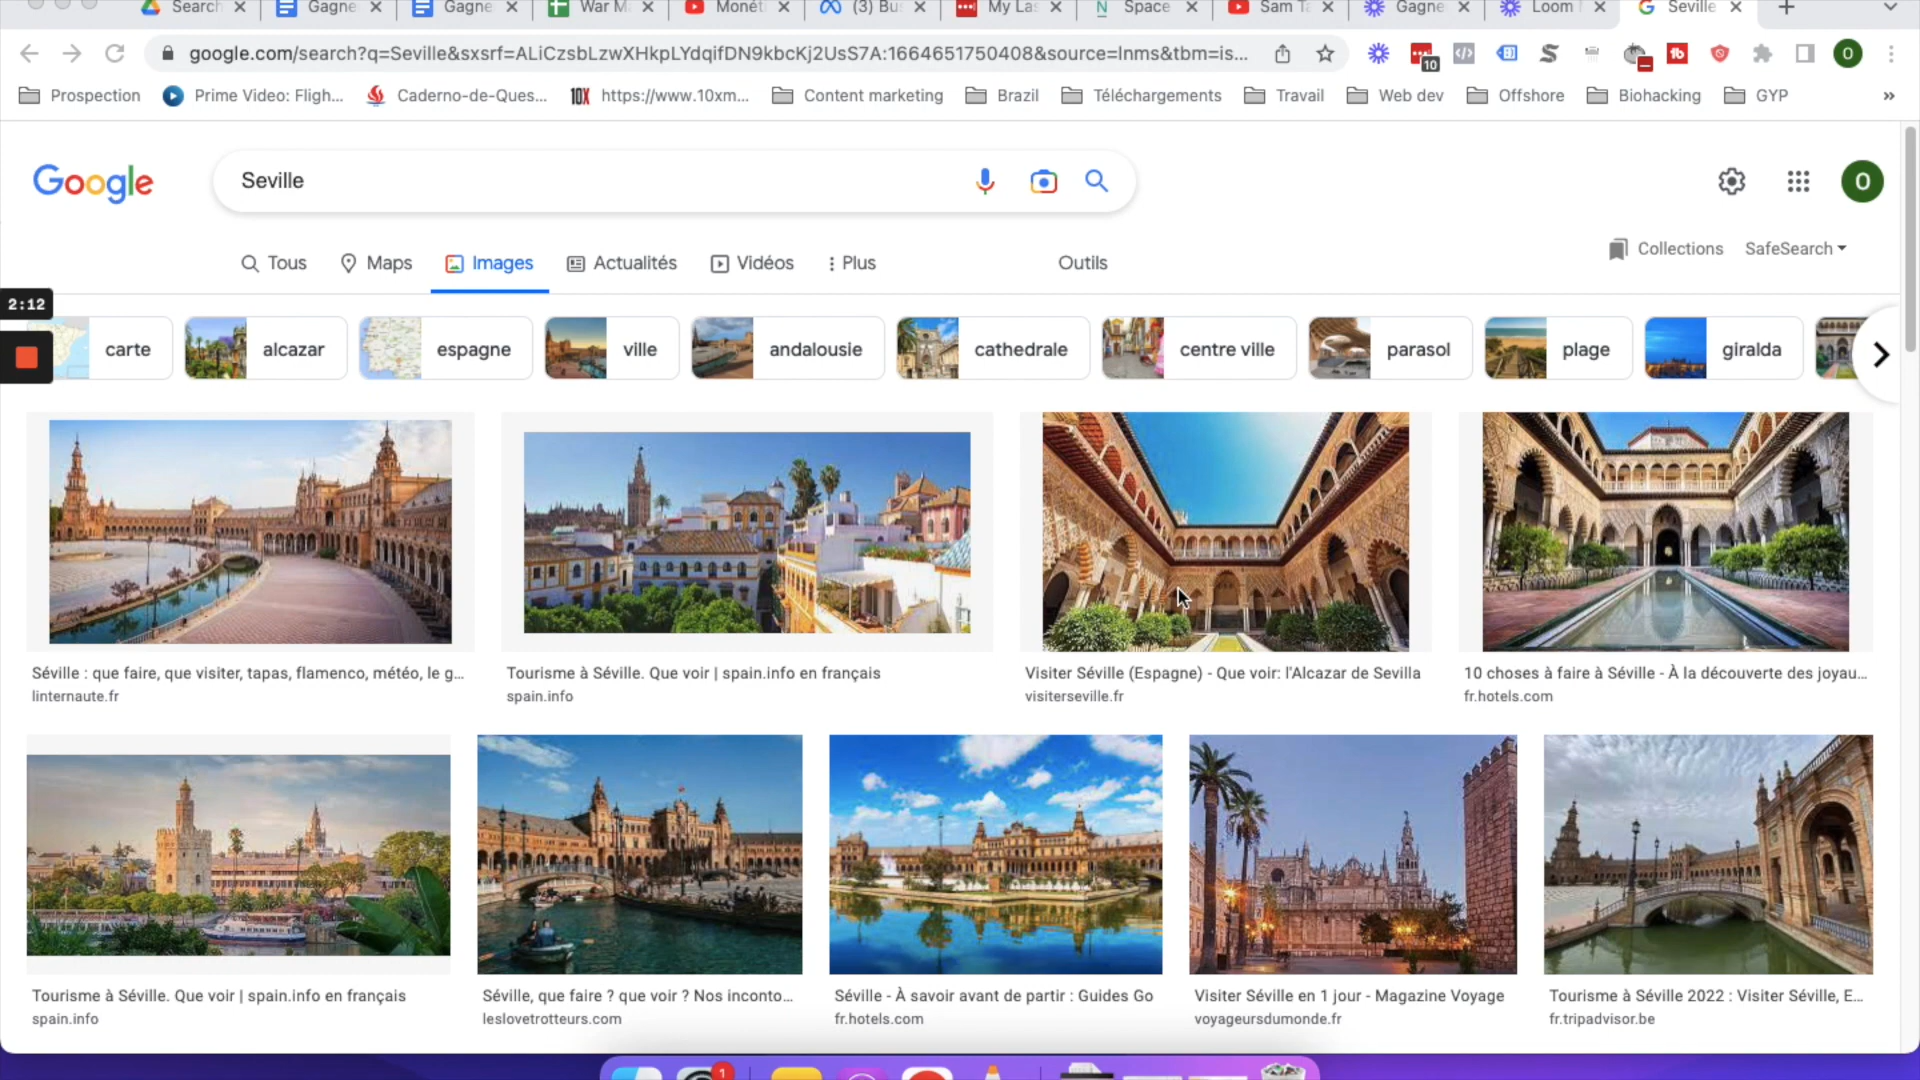 Search
Gagne
Gagne
War M
Monéti
(3) Bu
My Las
Space
Sam T
Gagne
Loom
Seville
google.com/search?q=Seville&sxsrf=ALiCzsbLzwXHkpLYdqifDN9kbcKj2UsS7A:1664651750408&source=lnms&tbm=is...
10
O
Prospection
Prime Video: Fligh...
Caderno-de-Ques...
10X https://www.10xm...
Content marketing
Brazil
Téléchargements
Travail
Web dev
Offshore
Biohacking
GYP
»
Google
Seville
O
Tous
Maps
Images
Actualités
Vidéos
Plus
Outils
Collections
SafeSearch
2:12
carte
alcazar
espagne
ville
andalousie
cathedrale
centre ville
parasol
plage
giralda
Séville : que faire, que visiter, tapas, flamenco, météo, le g...
linternaute.fr
Tourisme à Séville. Que voir | spain.info en français
spain.info
Visiter Séville (Espagne) - Que voir: l'Alcazar de Sevilla
visiterseville.fr
10 choses à faire à Séville - À la découverte des joyau...
fr.hotels.com
Tourisme à Séville. Que voir | spain.info en français
spain.info
Séville, que faire ? que voir ? Nos inconto...
leslovetrotteurs.com
Séville - À savoir avant de partir : Guides Go
fr.hotels.com
Visiter Séville en 1 jour - Magazine Voyage
voyageursdumonde.fr
Tourisme à Séville 2022 : Visiter Séville, E...
fr.tripadvisor.be
1